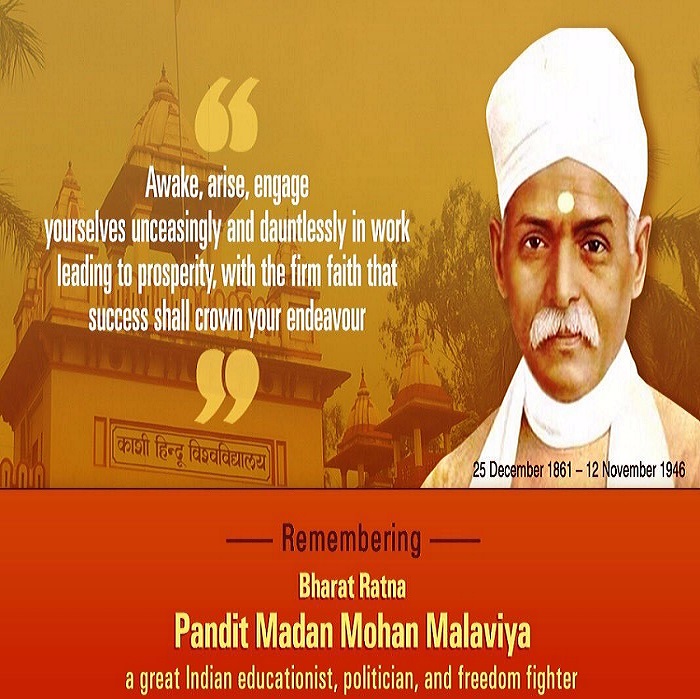 Awake, arise, engage
yourselves unceasingly and dauntlessly in work
leading to prosperity, with the firm faith that
success shall crown your endeavour
काशी हिन्दू विश्वविद्यालय
25 December 1861 – 12 November 1946
Remembering
Bharat Ratna
Pandit Madan Mohan Malaviya
a great Indian educationist, politician, and freedom fighter